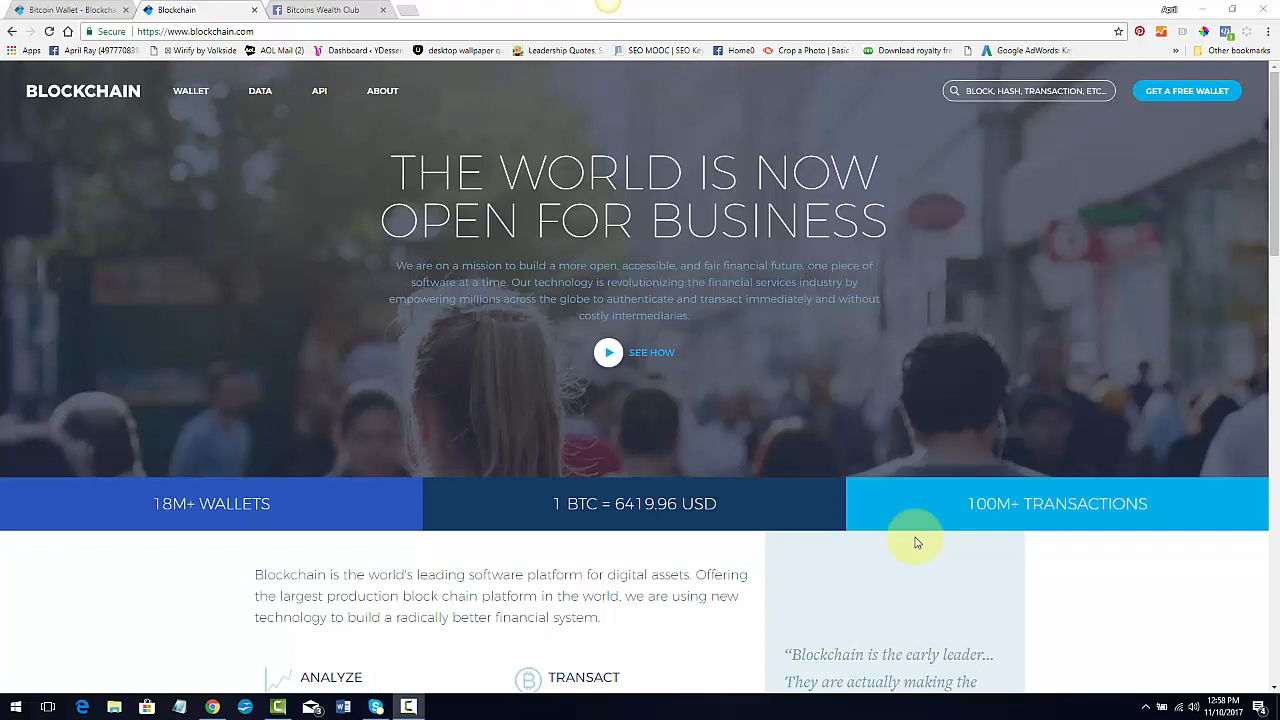 Bitcoin Wallet - Blockcha
Blockchain
Bitcoins Wealth Club
April
Secure
https://www.blockchain.com
Apps
April Ray (497770839
Wirify by Volkside
AOL Mail (2)
Dashboard ‹ YDesser
desktop wallpaper qu
Leadership Quotes, S
SEO MOOC | SEO Key
Home0
Crop a Photo | Basic
Download royalty fre
Google AdWords: Ke
»
Other bookmarks
BLOCKCHAIN
WALLET
DATA
API
ABOUT
BLOCK, HASH, TRANSACTION, ETC...
GET A FREE WALLET
THE WORLD IS NOW
OPEN FOR BUSINESS
We are on a mission to build a more open, accessible, and fair financial future, one piece of
software at a time. Our technology is revolutionizing the financial services industry by
empowering millions across the globe to authenticate and transact immediately and without
costly intermediaries.
SEE HOW
18M+ WALLETS
1 BTC = 6419.96 USD
100M+ TRANSACTIONS
Blockchain is the world's leading software platform for digital assets. Offering
the largest production block chain platform in the world, we are using new
technology to build a radically better financial system.
“Blockchain is the early leader...
They are actually making the
ANALYZE
TRANSACT
12:58 PM
11/10/2017